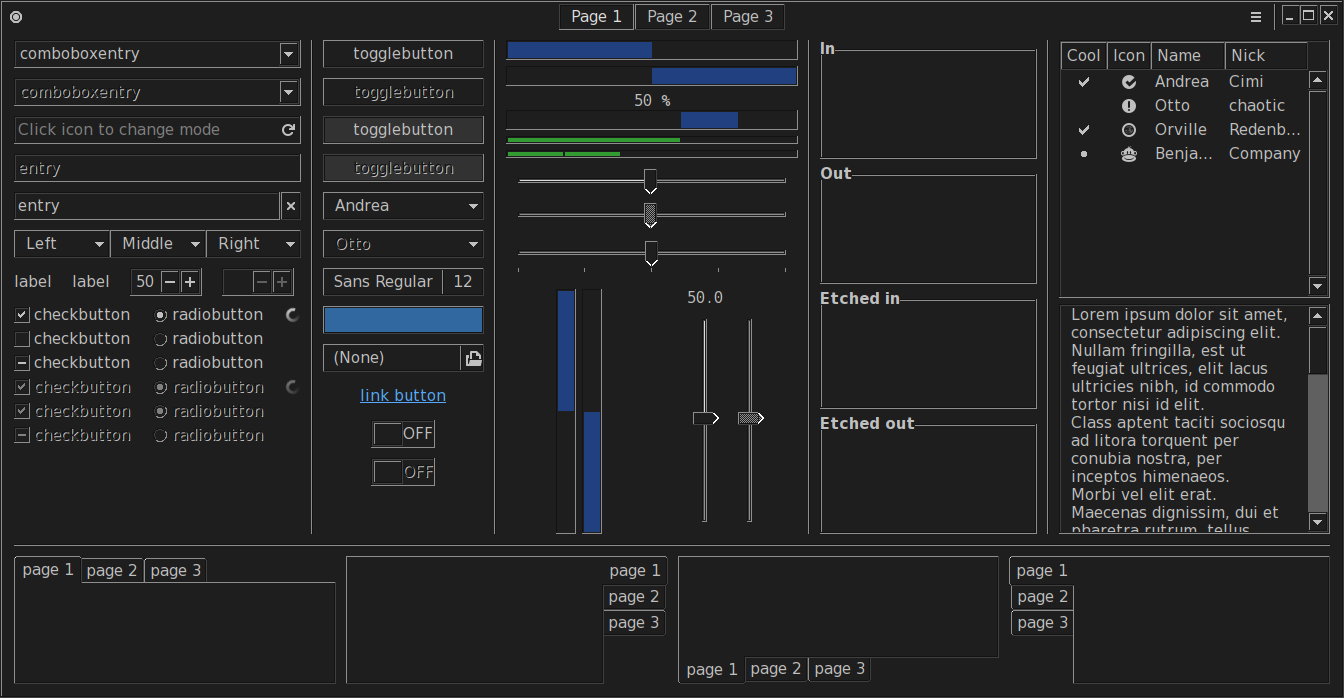 Page 1 Page 2 Page 3
comboboxentry
comboboxentry
Click icon to change mode
entry
entry
Left Middle Right
label label 50
checkbutton radiobutton
checkbutton radiobutton
checkbutton radiobutton
checkbutton radiobutton
checkbutton radiobutton
checkbutton radiobutton
togglebutton
togglebutton
togglebutton
togglebutton
Andrea
Otto
Sans Regular 12
(None)
link button
OFF
OFF
50 %
50.0
In
Out
Etched in
Etched out
Cool Icon Name Nick
Andrea Cimi
Otto chaotic
Orville Redenb...
Benja... Company
Lorem ipsum dolor sit amet,
consectetur adipiscing elit.
Nullam fringilla, est ut
feugiat ultrices, elit lacus
ultricies nibh, id commodo
tortor nisi id elit.
Class aptent taciti sociosqu
ad litora torquent per
conubia nostra, per
inceptos himenaeos.
Morbi vel elit erat.
Maecenas dignissim, dui et
pharetra rutrum, tellus
page 1 page 2 page 3
page 1
page 2
page 3
page 1 page 2 page 3
page 1
page 2
page 3